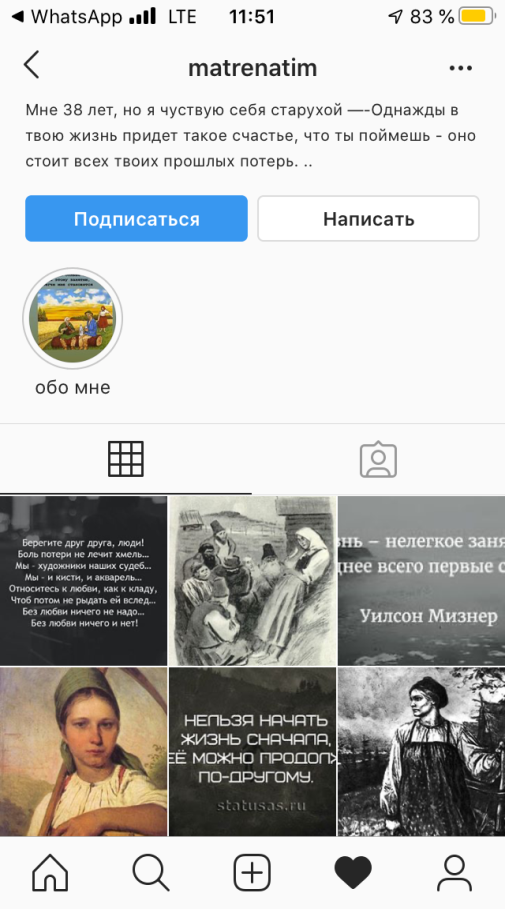 WhatsApp LTE 11:51 83 %
matrenatim
Мне 38 лет, но я чуствую себя старухой —-Однажды в
твою жизнь придет такое счастье, что ты поймешь - оно
стоит всех твоих прошлых потерь. ..
Подписаться
Написать
обо мне
Берегите друг друга, люди!
Боль потери не лечит хмель...
Мы - художники наших судеб...
Мы - и кисти, и акварель...
Относитесь к любви, как к кладу,
Чтоб потом не рыдать ей вслед...
Без любви ничего не надо...
Без любви ничего и нет!
знь – нелегкое заня
днее всего первые с
Уилсон Мизнер
НЕЛЬЗЯ НАЧАТЬ
ЖИЗНЬ СНАЧАЛА,
ЕЁ МОЖНО ПРОДОЛЖ
ПО-ДРУГОМУ.
statusas.ru